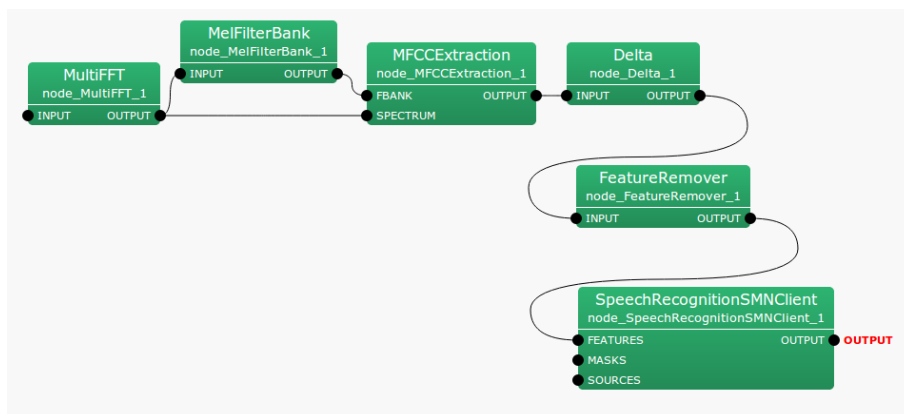 MultiFFT
node_MultiFFT_1
INPUT OUTPUT
MelFilterBank
node_MelFilterBank_1
INPUT OUTPUT
MFCCExtraction
node_MFCCExtraction_1
FBANK OUTPUT
SPECTRUM
Delta
node_Delta_1
INPUT OUTPUT
FeatureRemover
node_FeatureRemover_1
INPUT OUTPUT
SpeechRecognitionSMNClient
node_SpeechRecognitionSMNClient_1
FEATURES OUTPUT OUTPUT
MASKS
SOURCES